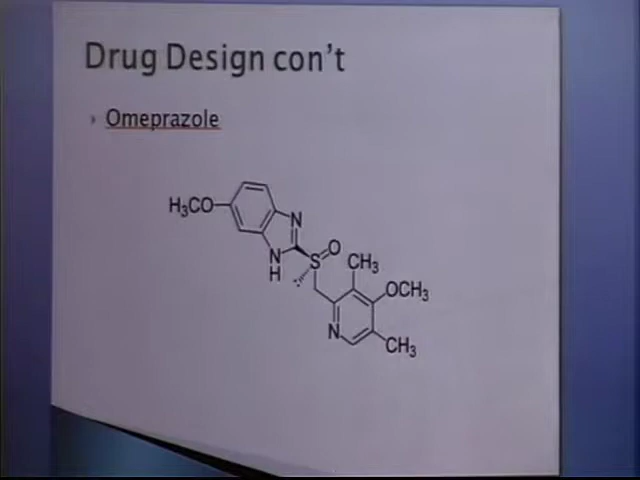 Drug Design con't
Omeprazole
H₃CO
N
N
H
S
O
CH₃
OCH₃
N
CH₃